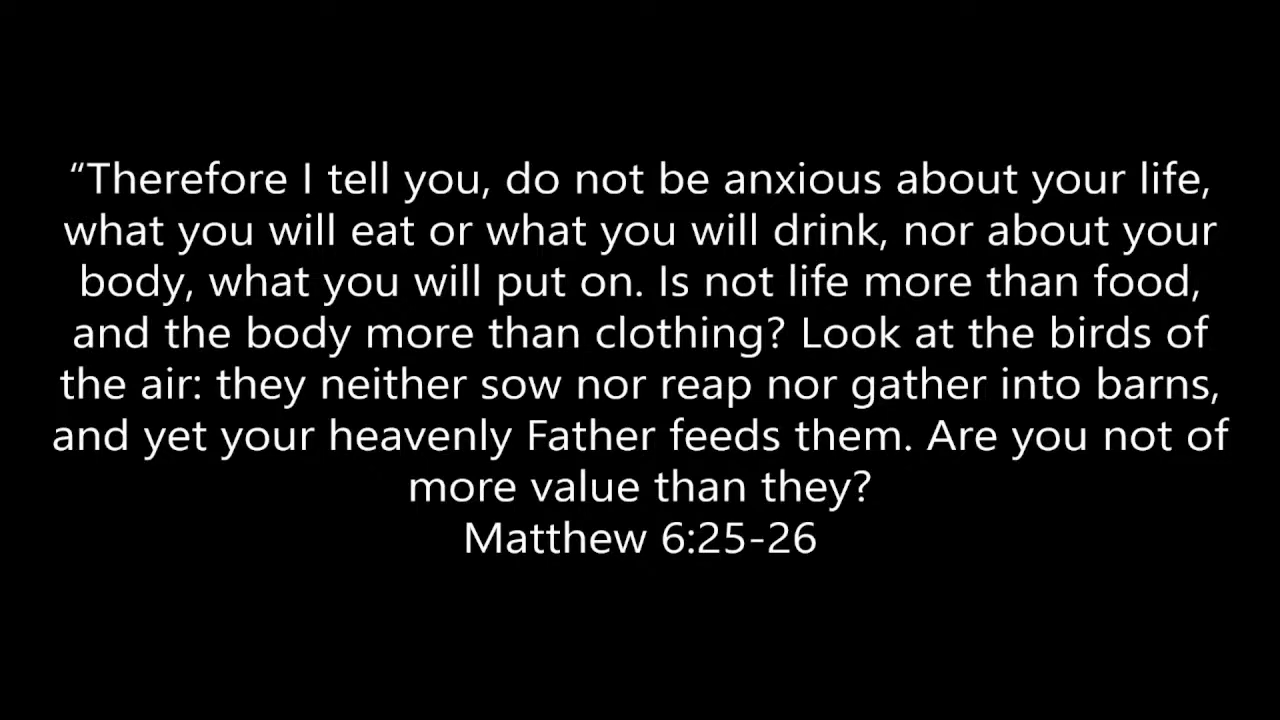 “Therefore I tell you, do not be anxious about your life,
what you will eat or what you will drink, nor about your
body, what you will put on. Is not life more than food,
and the body more than clothing? Look at the birds of
the air: they neither sow nor reap nor gather into barns,
and yet your heavenly Father feeds them. Are you not of
more value than they?
Matthew 6:25-26